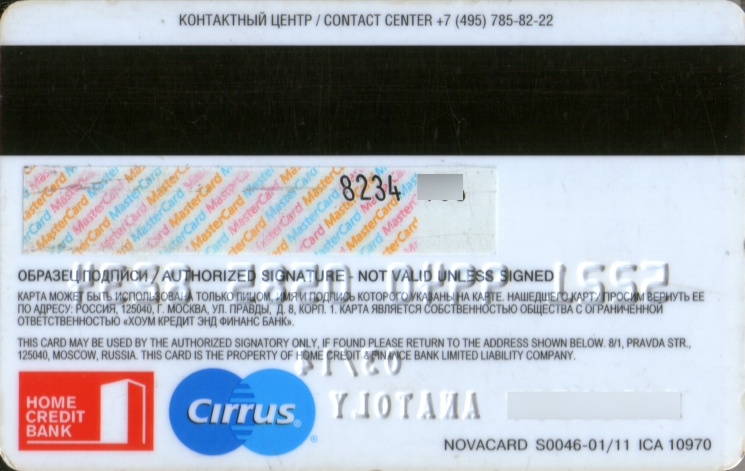 КОНТАКТНЫЙ ЦЕНТР / CONTACT CENTER +7 (495) 785-82-22
MasterCard MasterCard MasterCard
8234
ОБРАЗЕЦ ПОДПИСИ / AUTHORIZED SIGNATURE - NOT VALID UNLESS SIGNED
КАРТА МОЖЕТ БЫТЬ ИСПОЛЬЗОВАНА ТОЛЬКО ЛИЦОМ, ИМЯ И ПОДПИСЬ КОТОРОГО УКАЗАНЫ НА КАРТЕ. НАШЕДШЕГО КАРТУ ПРОСИМ ВЕРНУТЬ ЕЕ
ПО АДРЕСУ: РОССИЯ, 125040, Г. МОСКВА, УЛ. ПРАВДЫ, Д. 8, КОРП. 1. КАРТА ЯВЛЯЕТСЯ СОБСТВЕННОСТЬЮ ОБЩЕСТВА С ОГРАНИЧЕННОЙ
ОТВЕТСТВЕННОСТЬЮ «ХОУМ КРЕДИТ ЭНД ФИНАНС БАНК».
THIS CARD MAY BE USED BY THE AUTHORIZED SIGNATORY ONLY, IF FOUND PLEASE RETURN TO THE ADDRESS SHOWN BELOW. 8/1, PRAVDA STR.,
125040, MOSCOW, RUSSIA. THIS CARD IS THE PROPERTY OF HOME CREDIT & FINANCE BANK LIMITED LIABILITY COMPANY.
03/14
HOME
CREDIT
BANK
Cirrus
ANATOLY
NOVACARD S0046-01/11 ICA 10970